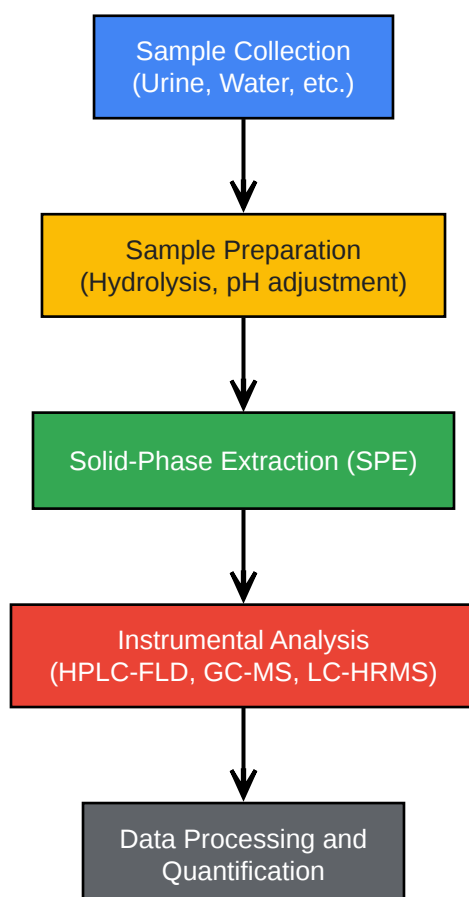 Sample Collection
(Urine, Water, etc.)
Sample Preparation
(Hydrolysis, pH adjustment)
Solid-Phase Extraction (SPE)
Instrumental Analysis
(HPLC-FLD, GC-MS, LC-HRMS)
Data Processing and
Quantification